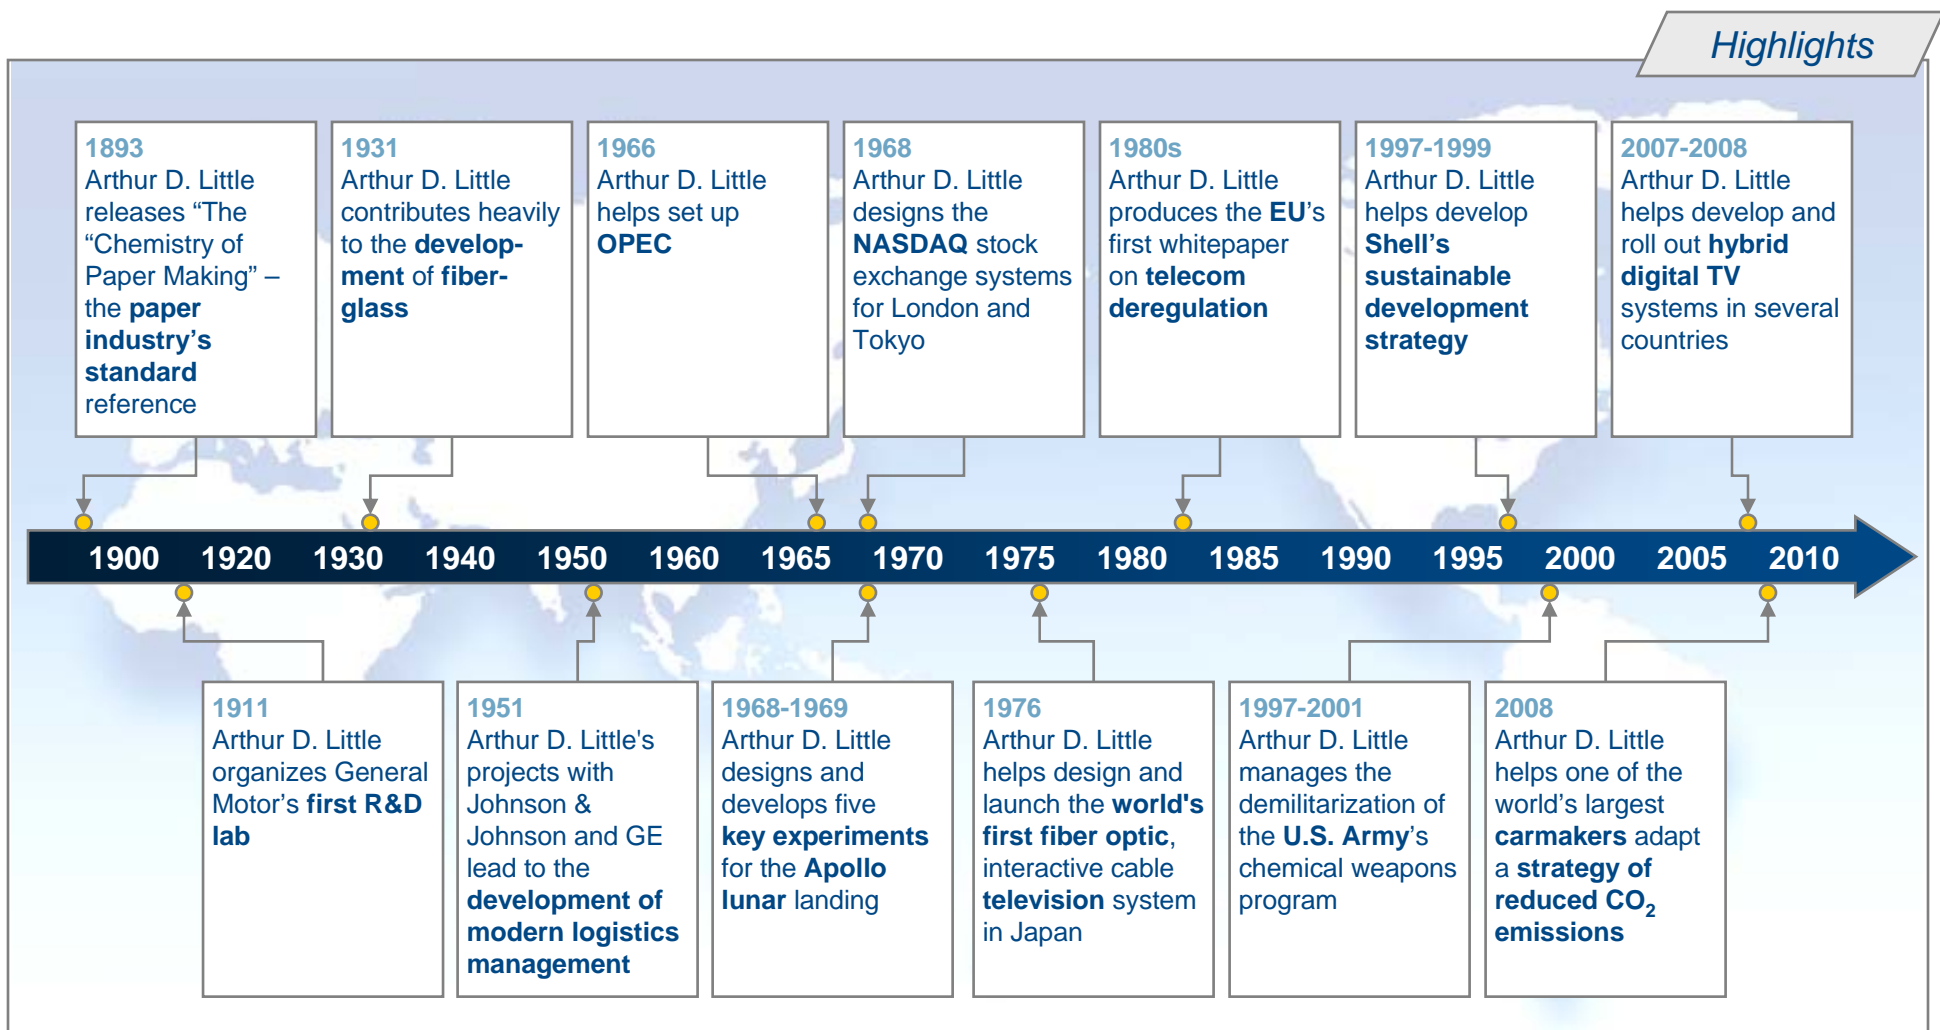 Highlights
1893
Arthur D. Little
releases “The
“Chemistry of
Paper Making” –
the paper
industry’s
standard
reference
1931
Arthur D. Little
contributes heavily
to the develop-
ment of fiber-
glass
1966
Arthur D. Little
helps set up
OPEC
1968
Arthur D. Little
designs the
NASDAQ stock
exchange systems
for London and
Tokyo
1980s
Arthur D. Little
produces the EU’s
first whitepaper
on telecom
deregulation
1997-1999
Arthur D. Little
helps develop
Shell’s
sustainable
development
strategy
2007-2008
Arthur D. Little
helps develop and
roll out hybrid
digital TV
systems in several
countries
1900 1920 1930 1940 1950 1960 1965 1970 1975 1980 1985 1990 1995 2000 2005 2010
1911
Arthur D. Little
organizes General
Motor’s first R&D
lab
1951
Arthur D. Little's
projects with
Johnson &
Johnson and GE
lead to the
development of
modern logistics
management
1968-1969
Arthur D. Little
designs and
develops five
key experiments
for the Apollo
lunar landing
1976
Arthur D. Little
helps design and
launch the world's
first fiber optic,
interactive cable
television system
in Japan
1997-2001
Arthur D. Little
manages the
demilitarization of
the U.S. Army’s
chemical weapons
program
2008
Arthur D. Little
helps one of the
world’s largest
carmakers adapt
a strategy of
reduced CO₂
emissions